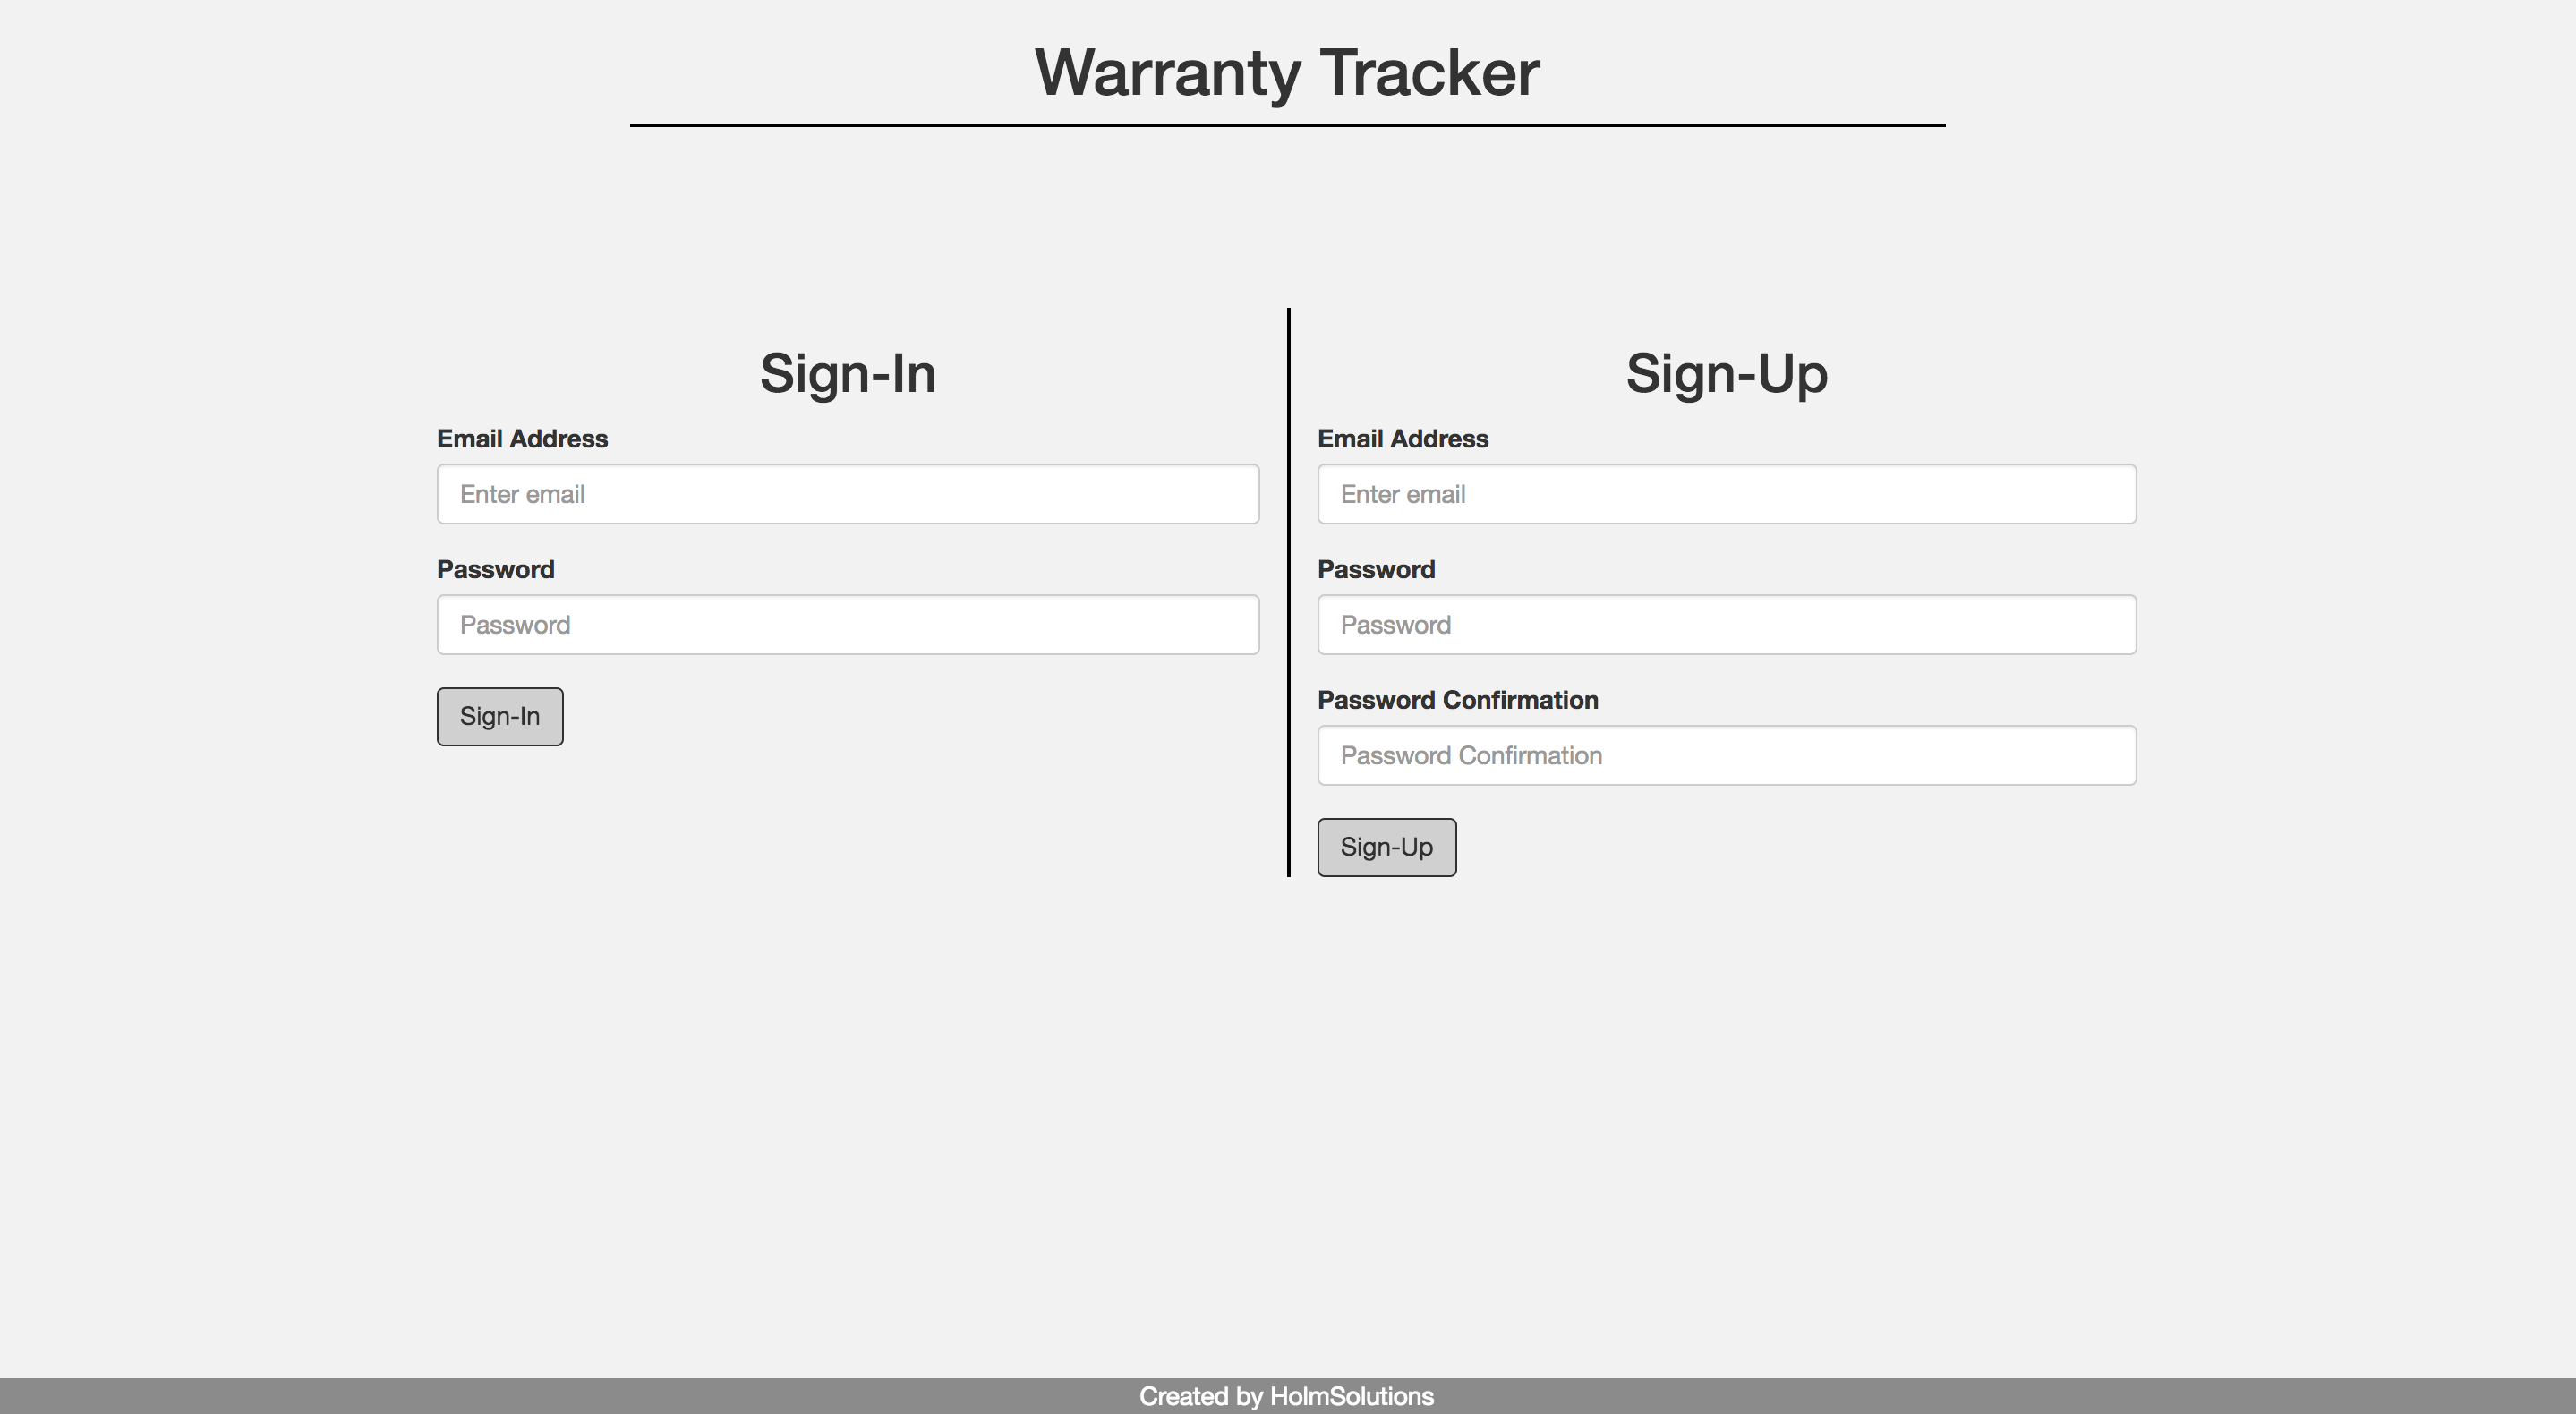 Warranty Tracker
Sign-In
Email Address
Enter email
Password
Password
Sign-In
Sign-Up
Email Address
Enter email
Password
Password
Password Confirmation
Password Confirmation
Sign-Up
Created by HolmSolutions